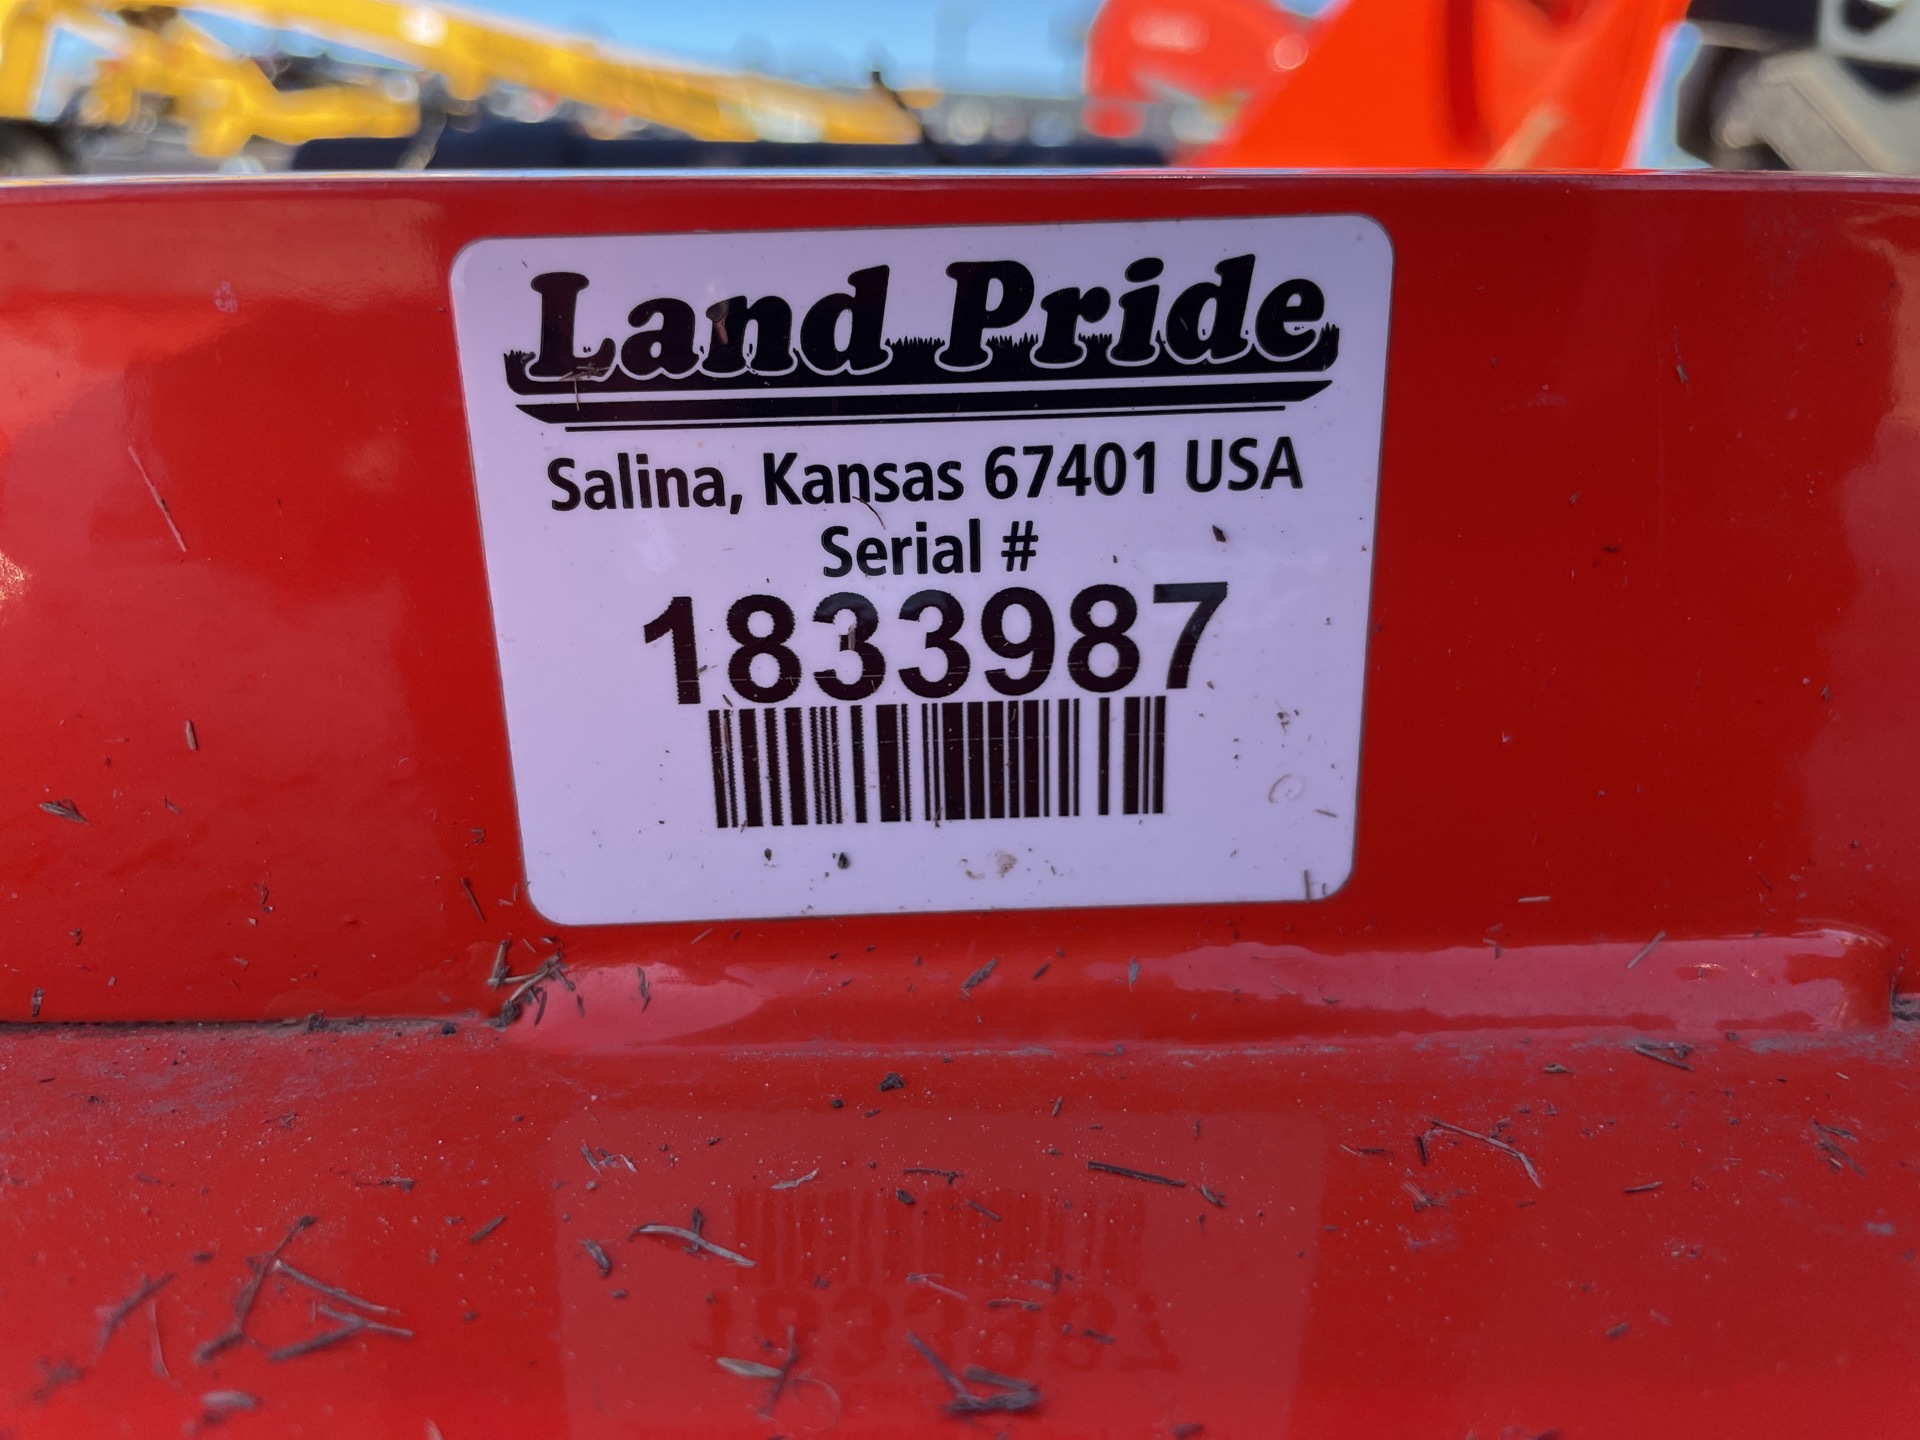 Land Pride
Salina, Kansas 67401 USA
Serial #
1833987